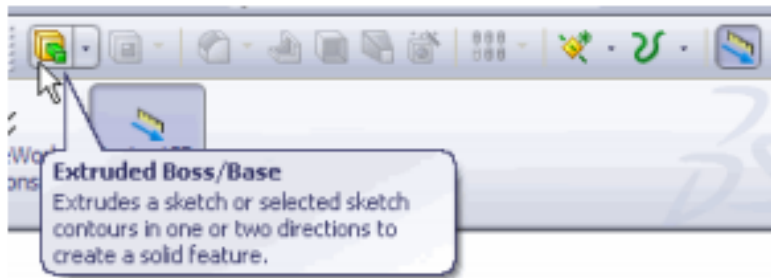 Extruded Boss/Base
Extrudes a sketch or selected sketch
contours in one or two directions to
create a solid feature.